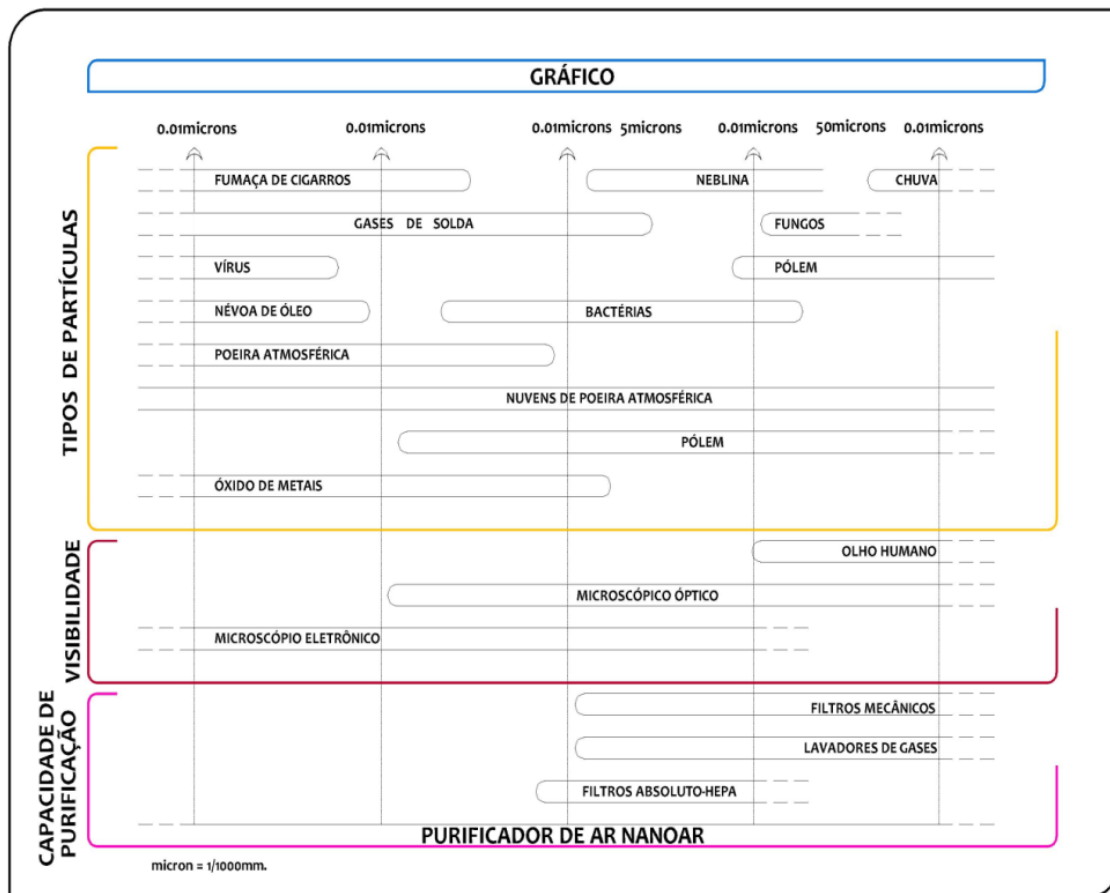 GRÁFICO
0.01microns 0.01microns 0.01microns 5microns 0.01microns 50microns 0.01microns
TIPOS DE PARTÍCULAS
FUMAÇA DE CIGARROS NEBLINA CHUVA
GASES DE SOLDA FUNGOS
VÍRUS PÓLEM
NÉVOA DE ÓLEO BACTÉRIAS
POEIRA ATMOSFÉRICA
NUVENS DE POEIRA ATMOSFÉRICA
PÓLEM
ÓXIDO DE METAIS
VISIBILIDADE
OLHO HUMANO
MICROSCÓPICO ÓPTICO
MICROSCÓPIO ELETRÔNICO
CAPACIDADE DE
PURIFICAÇÃO
FILTROS MECÂNICOS
LAVADORES DE GASES
FILTROS ABSOLUTO-HEPA
PURIFICADOR DE AR NANOAR
micron = 1/1000mm.